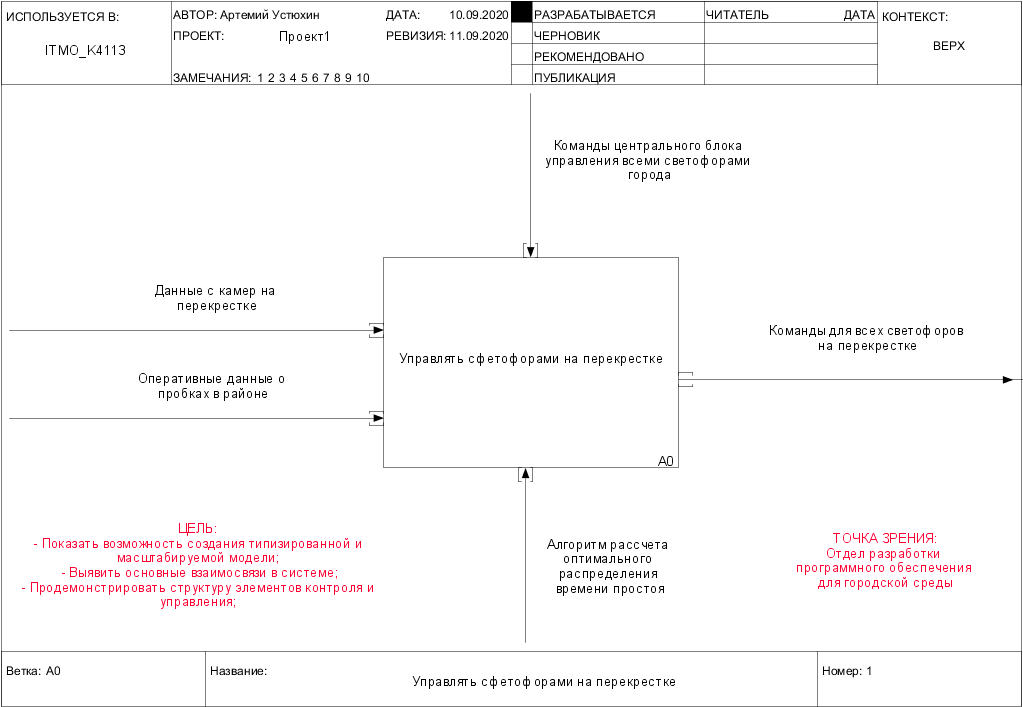 ИСПОЛЬЗУЕТСЯ В:
ITMO_K4113
АВТОР: Артемий Устюхин
ДАТА: 10.09.2020
ПРОЕКТ: Проект1
РЕВИЗИЯ: 11.09.2020
ЗАМЕЧАНИЯ: 1 2 3 4 5 6 7 8 9 10
РАЗРАБАТЫВАЕТСЯ
ЧЕРНОВИК
РЕКОМЕНДОВАНО
ПУБЛИКАЦИЯ
ЧИТАТЕЛЬ ДАТА
КОНТЕКСТ:
ВЕРХ
Команды центрального блока
управления всеми светофорами
города
Данные с камер на
перекрестке
Оперативные данные о
пробках в районе
Управлять сфетофорами на перекрестке
A0
Команды для всех светофоров
на перекрестке
ЦЕЛЬ:
- Показать возможность создания типизированной и
масштабируемой модели;
- Выявить основные взаимосвязи в системе;
- Продемонстрировать структуру элементов контроля и
управления;
Алгоритм рассчета
оптимального
распределения
времени простоя
ТОЧКА ЗРЕНИЯ:
Отдел разработки
программного обеспечения
для городской среды
Ветка: A0
Название:
Управлять сфетофорами на перекрестке
Номер: 1